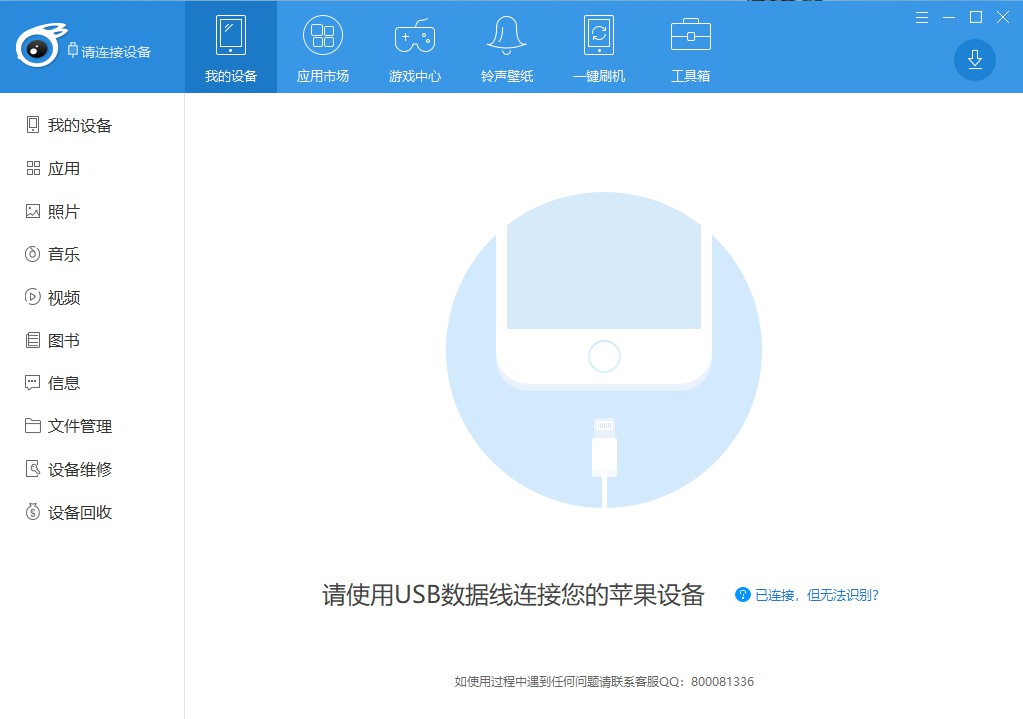 请连接设备
我的设备
应用市场
游戏中心
铃声壁纸
一键刷机
工具箱
我的设备
应用
照片
音乐
视频
图书
信息
文件管理
设备维修
设备回收
请使用USB数据线连接您的苹果设备
已连接，但无法识别?
如使用过程中遇到任何问题请联系客服QQ：800081336